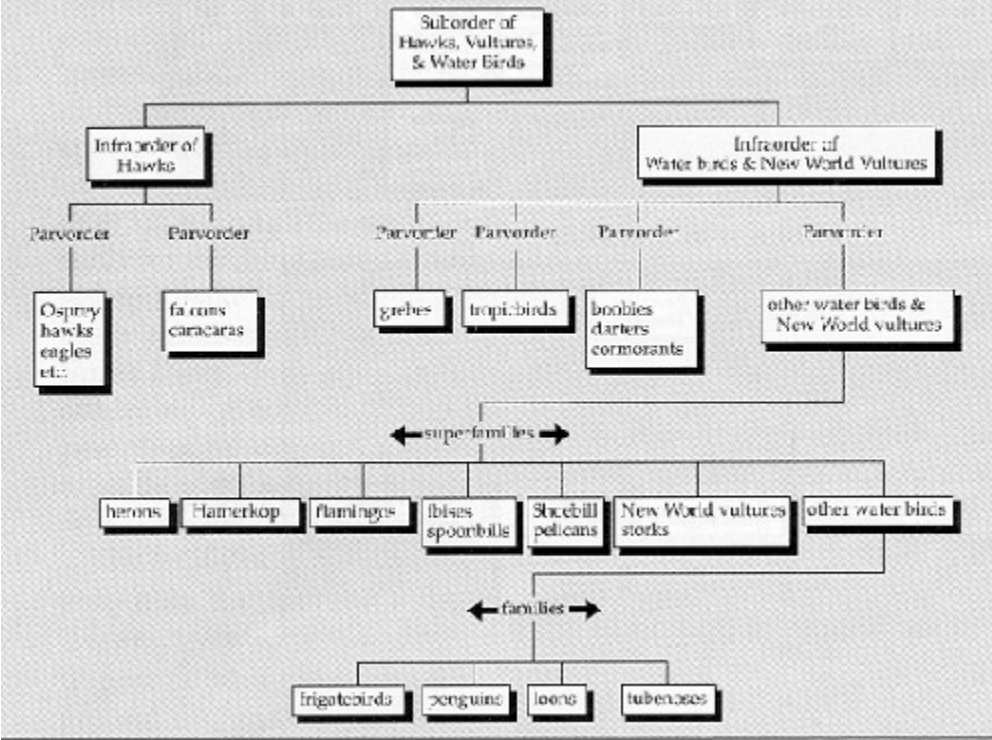 Suborder of
Hawks, Vultures,
& Water Birds
Infraorder of
Hawks
Infraorder of
Water birds & New World Vultures
Parvorder
Parvorder
Parvorder
Parvorder
Parvorder
Parvorder
Osprey
hawks
eagles
etc.
falcons
caracaras
grebes
tropicbirds
boobies
darters
cormorants
other water birds &
New World vultures
superfamilies
herons
Hamerkop
flamingos
ibises
spoonbills
Shoebill
pelicans
New World vultures
storks
other water birds
families
frigatebirds
penguins
loons
tubenoses